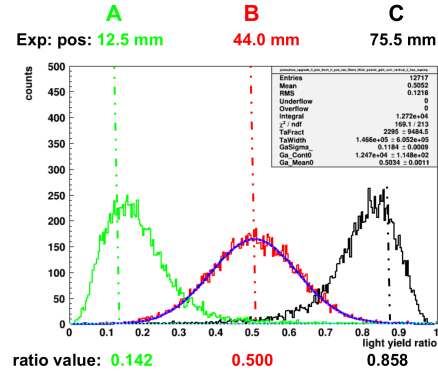 A B C
Exp: pos: 12.5 mm 44.0 mm 75.5 mm
counts
500
450
400
350
300
250
200
150
100
50
0
Entries 12717
Mean 0.5052
RMS 0.1218
Underflow 0
Overflow 0
Integral 1.272e+04
χ² / ndf 169.1 / 213
TaFract 2295 ± 9484.5
TaWidth 1.466e+05 ± 6.052e+05
GaSigma_ 0.1184 ± 0.0009
Ga_Cont0 1.247e+04 ± 1.148e+02
Ga_Mean0 0.5034 ± 0.0011
0 0.1 0.2 0.3 0.4 0.5 0.6 0.7 0.8 0.9 1
light yield ratio
ratio value: 0.142 0.500 0.858